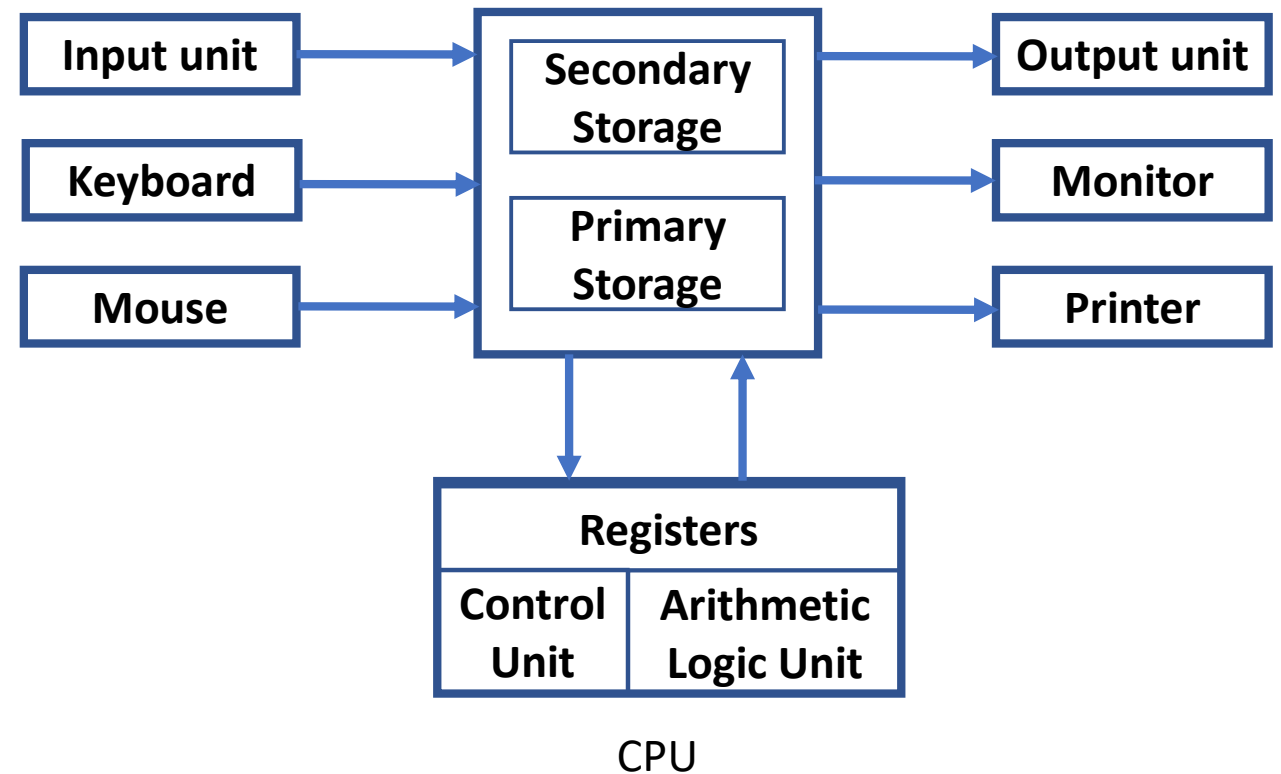 Input unit
Keyboard
Mouse
Secondary
Storage
Primary
Storage
Output unit
Monitor
Printer
Registers
Control
Unit
Arithmetic
Logic Unit
CPU